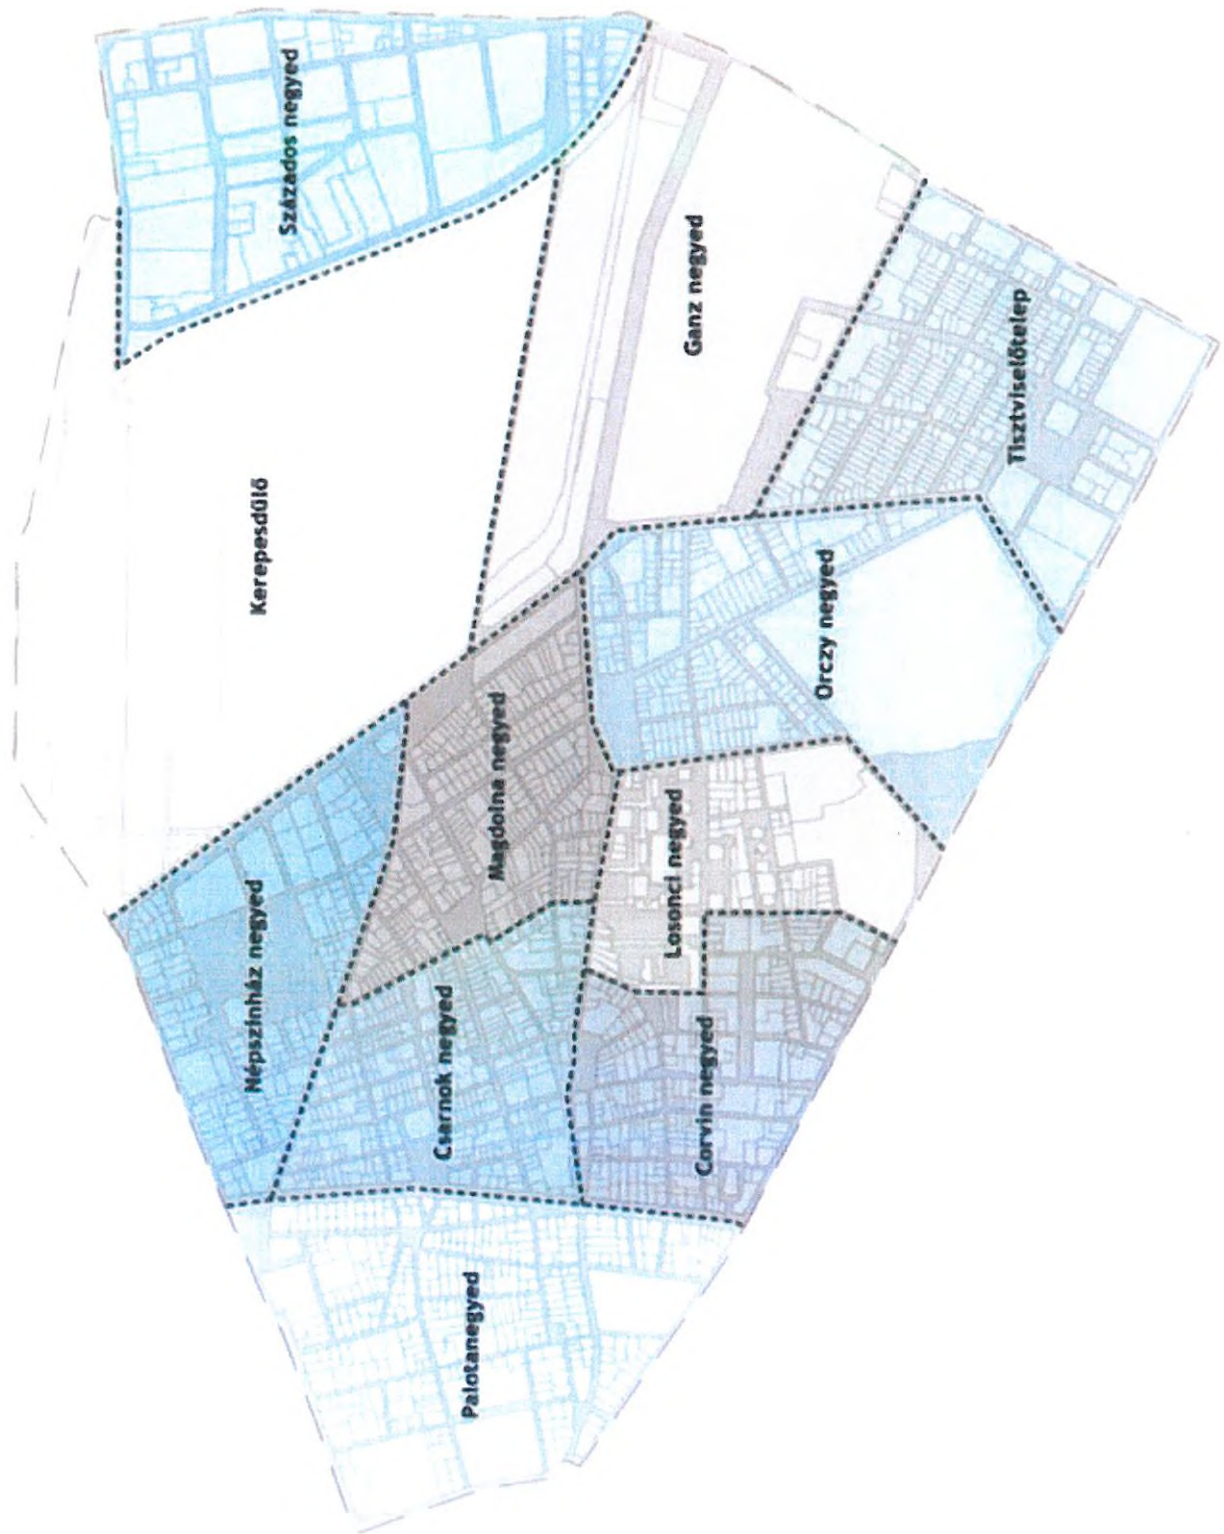 Népszínház negyed
Kerepesdűlő
Százados negyed
Csarnok negyed
Palotanegyed
Magdolna negyed
Losonci negyed
Ganz negyed
Corvin negyed
Orczy negyed
Tisztviselőtelep